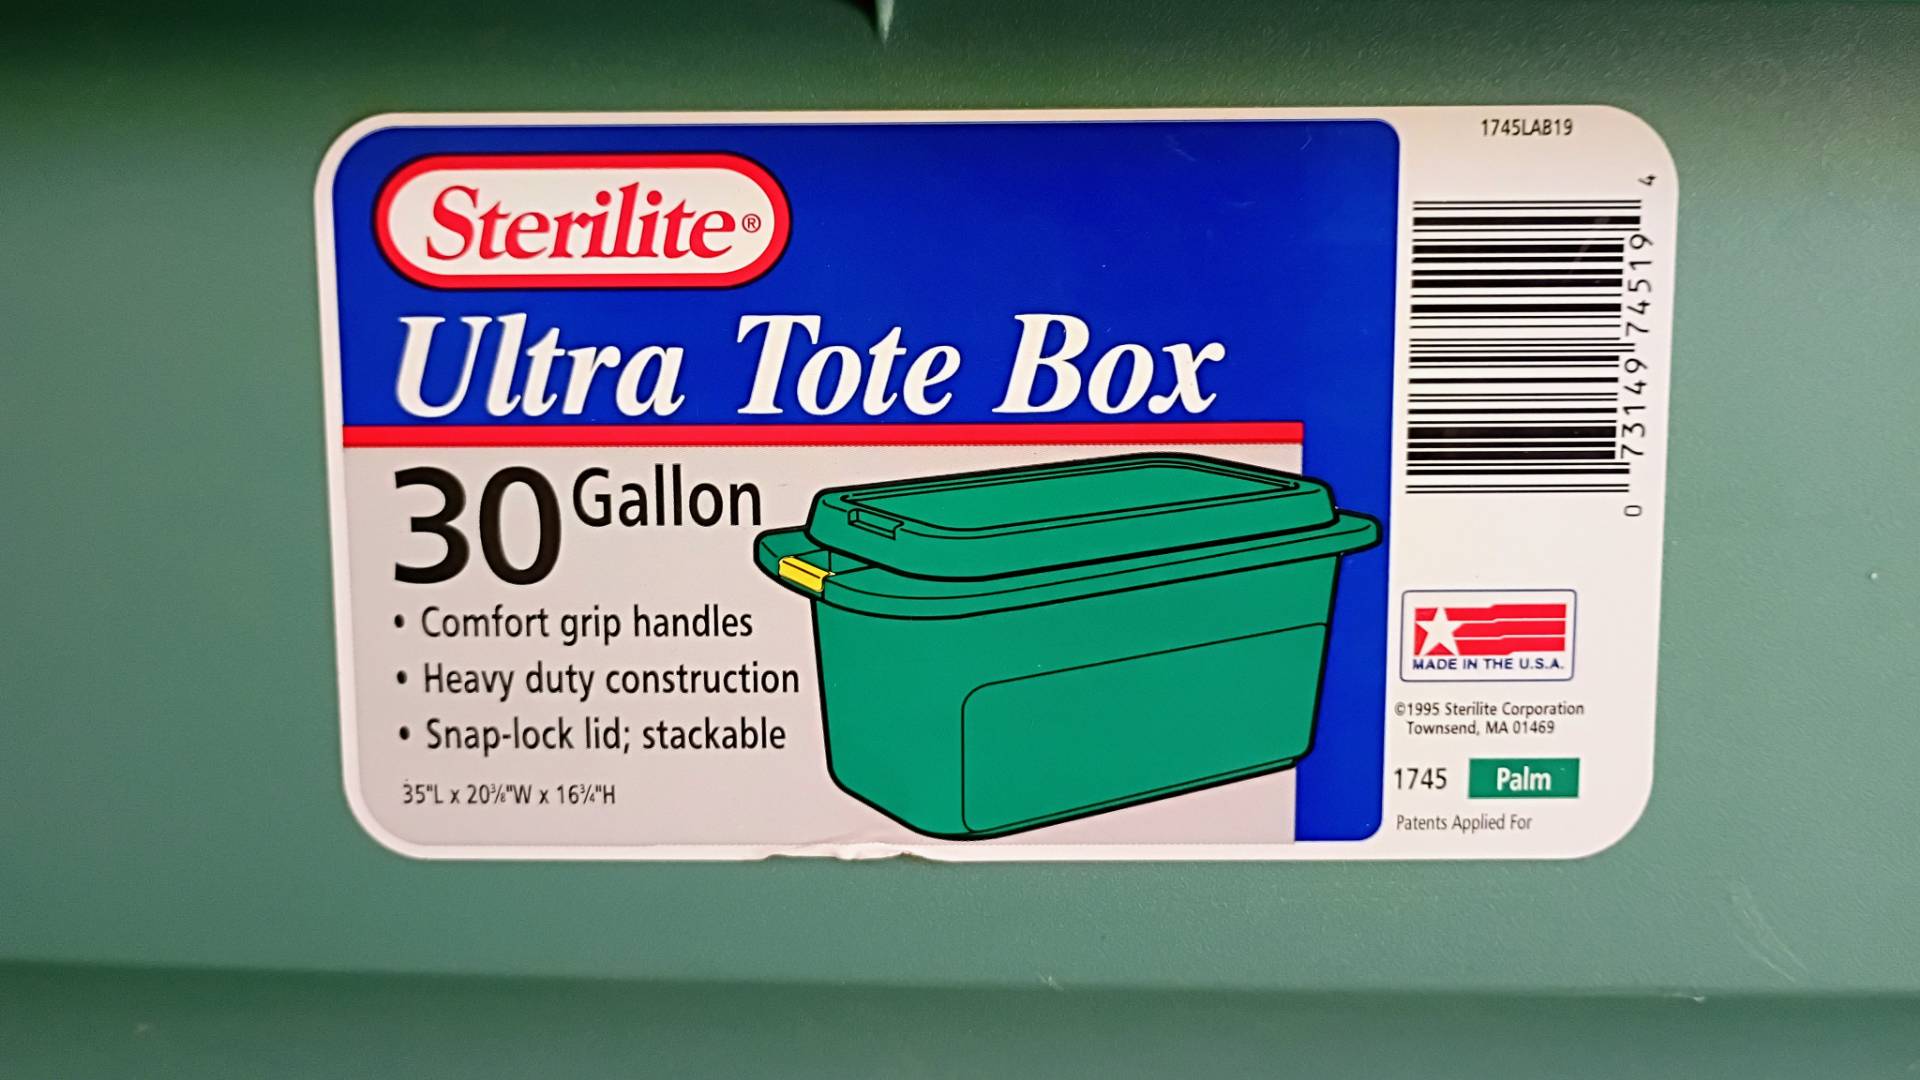 Sterilite®
Ultra Tote Box
30 Gallon
• Comfort grip handles
• Heavy duty construction
• Snap-lock lid; stackable
35"L x 20⅜"W x 16¾"H
1745LAB19
0 73149 74519 4
MADE IN THE U.S.A.
©1995 Sterilite Corporation
Townsend, MA 01469
1745 Palm
Patents Applied For